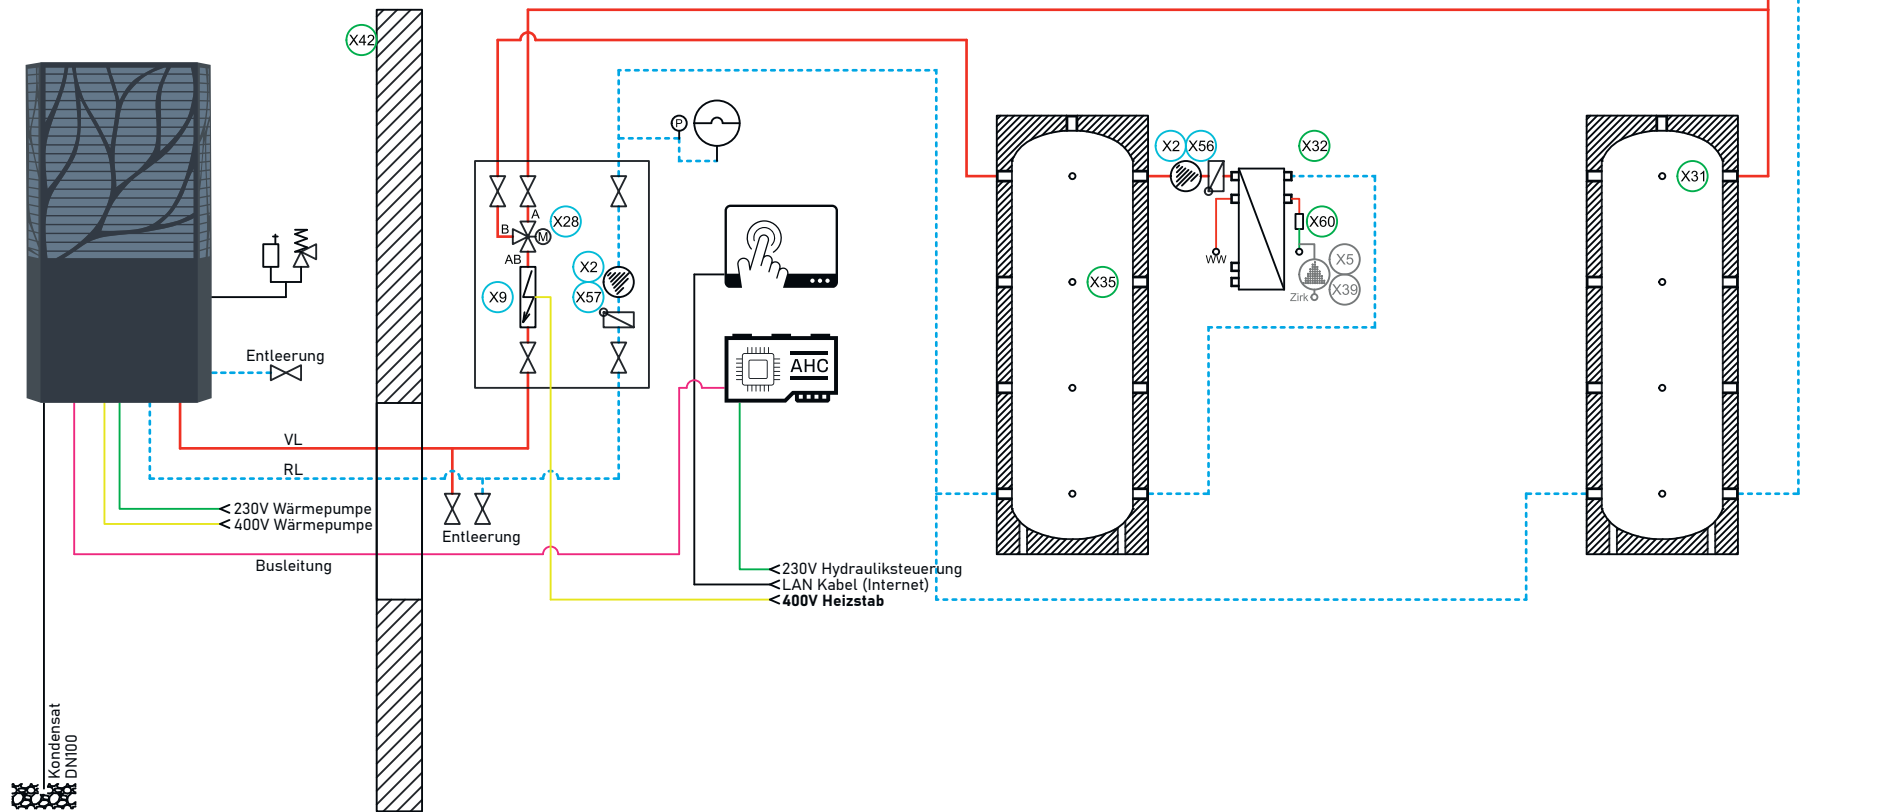 X42
P
X2
X56
X32
X31
A
X28
B
M
AB
X60
WW
X5
X2
X9
X57
X35
X39
Zirk
Entleerung
AHC
VL
RL
230V Wärmepumpe
400V Wärmepumpe
Entleerung
Busleitung
230V Hydrauliksteuerung
LAN Kabel (Internet)
400V Heizstab
Kondensat
DN100